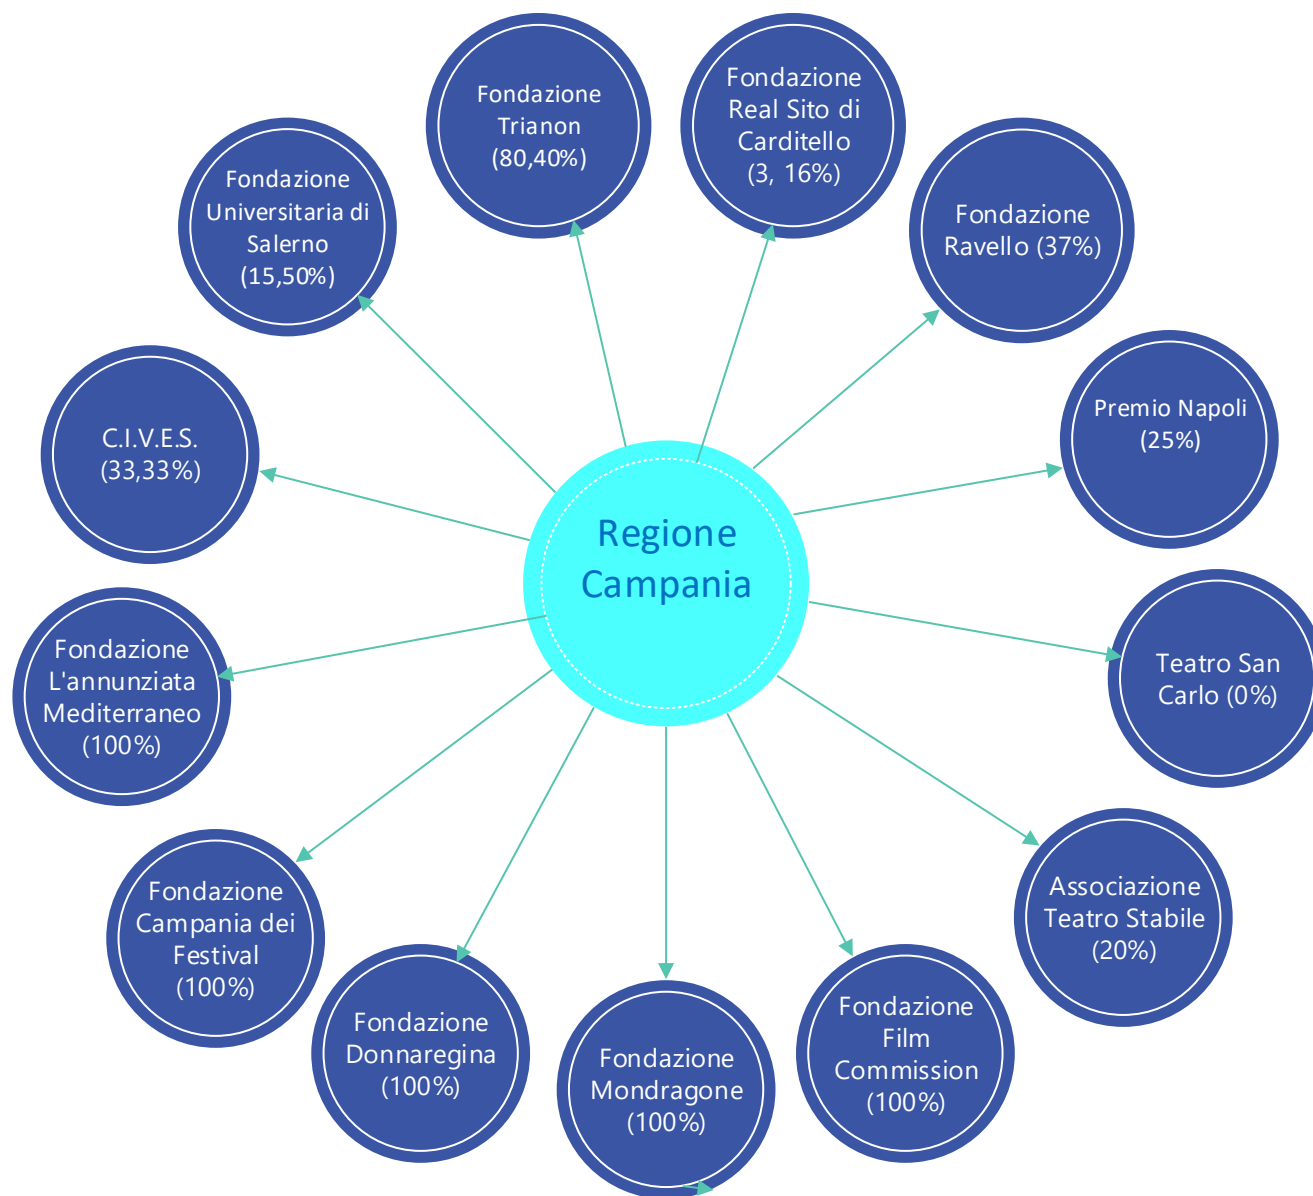 Regione
Campania
Fondazione
Trianon
(80,40%)
Fondazione
Real Sito di
Carditello
(3, 16%)
Fondazione
Ravello (37%)
Premio Napoli
(25%)
Teatro San
Carlo (0%)
Associazione
Teatro Stabile
(20%)
Fondazione
Film
Commission
(100%)
Fondazione
Mondragone
(100%)
Fondazione
Donnaregina
(100%)
Fondazione
Campania dei
Festival
(100%)
Fondazione
L'annunziata
Mediterraneo
(100%)
C.I.V.E.S.
(33,33%)
Fondazione
Universitaria di
Salerno
(15,50%)